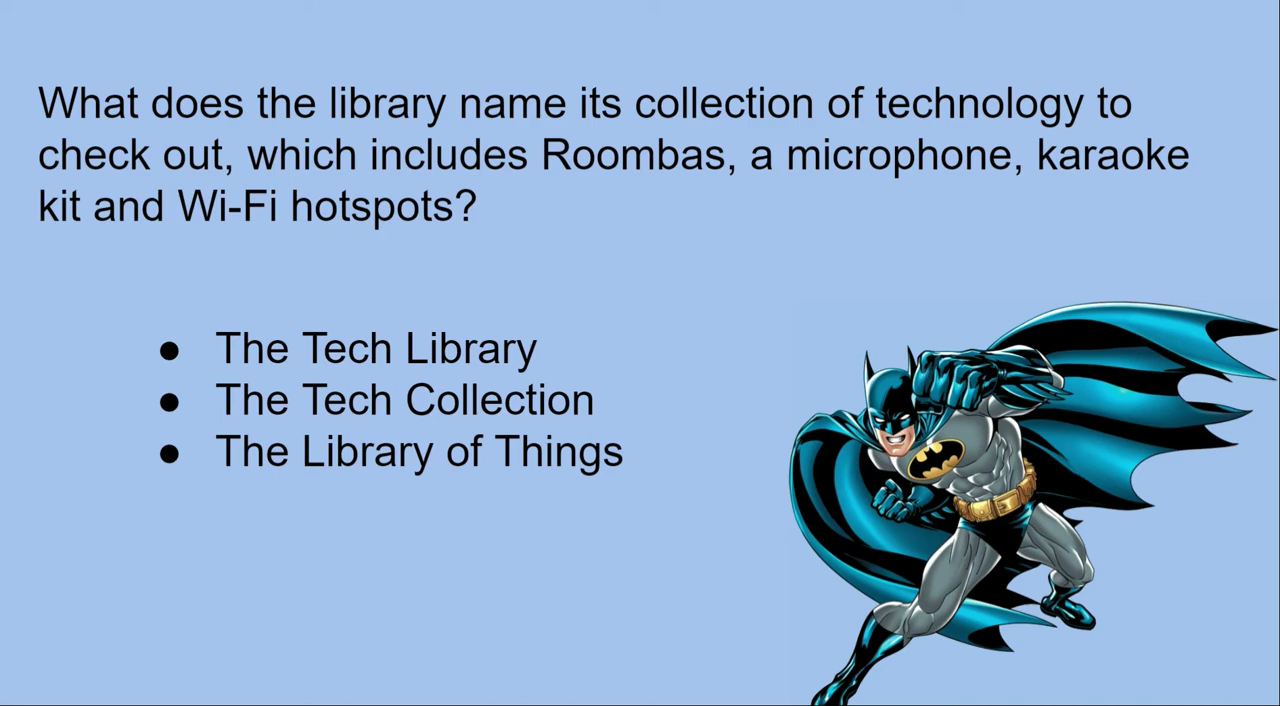 What does the library name its collection of technology to
check out, which includes Roombas, a microphone, karaoke
kit and Wi-Fi hotspots?
● The Tech Library
● The Tech Collection
● The Library of Things